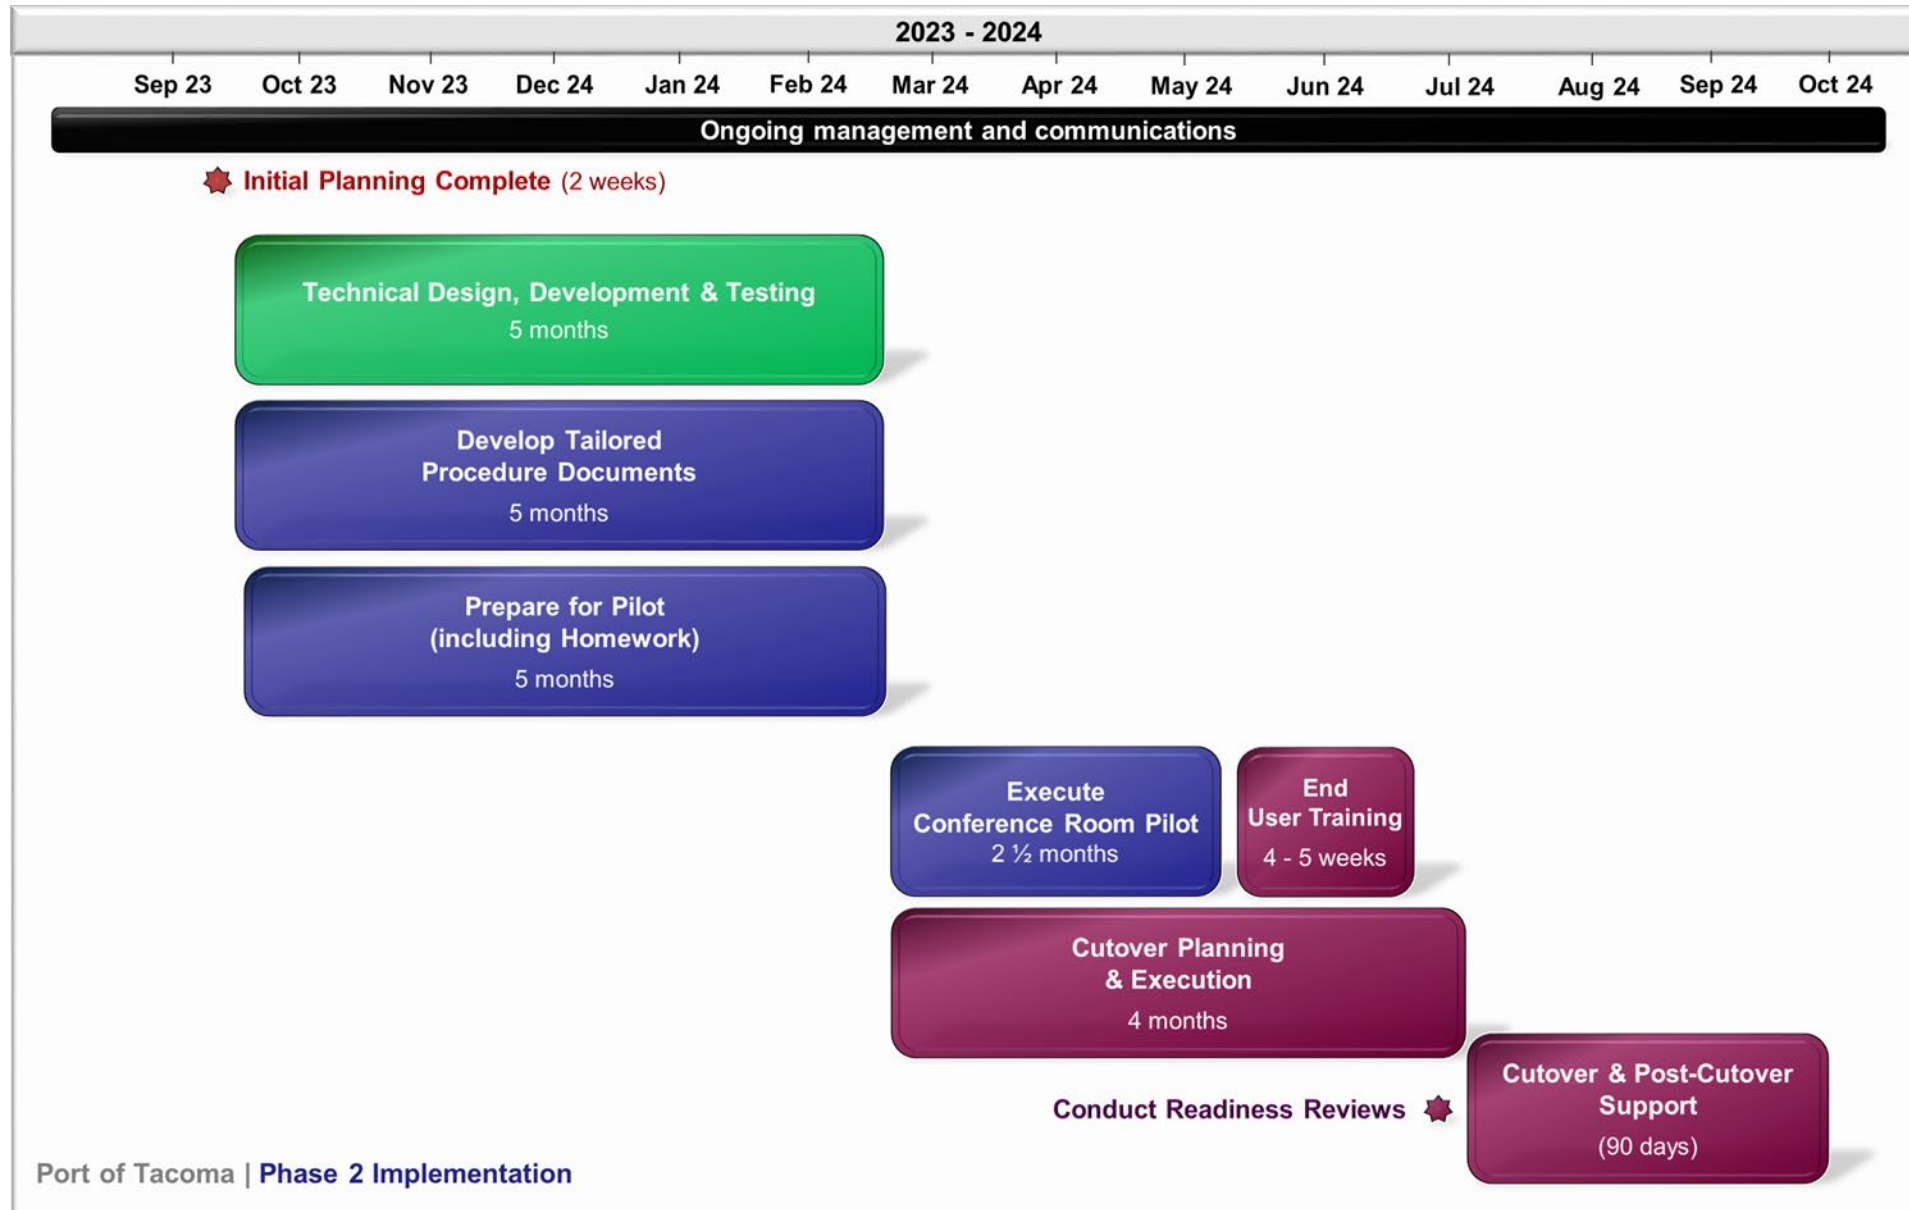 2023 - 2024
Sep 23 Oct 23 Nov 23 Dec 24 Jan 24 Feb 24 Mar 24 Apr 24 May 24 Jun 24 Jul 24 Aug 24 Sep 24 Oct 24
Ongoing management and communications
Initial Planning Complete (2 weeks)
Technical Design, Development & Testing
5 months
Develop Tailored
Procedure Documents
5 months
Prepare for Pilot
(including Homework)
5 months
Execute
Conference Room Pilot
2 ½ months
End
User Training
4 - 5 weeks
Cutover Planning
& Execution
4 months
Conduct Readiness Reviews
Cutover & Post-Cutover
Support
(90 days)
Port of Tacoma | Phase 2 Implementation